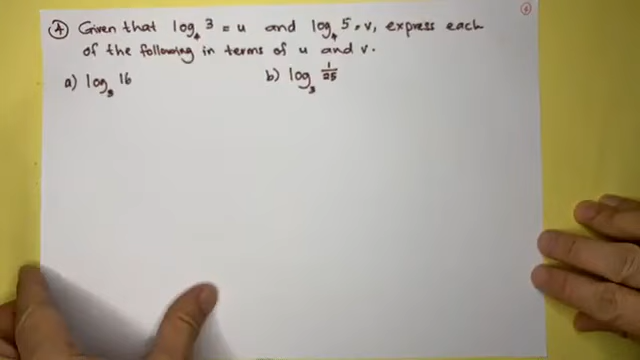 ④ Given that log₄ 3 = u and log₄ 5 = v, express each
of the following in terms of u and v.
a) log₃ 16 b) log₃ 1/25